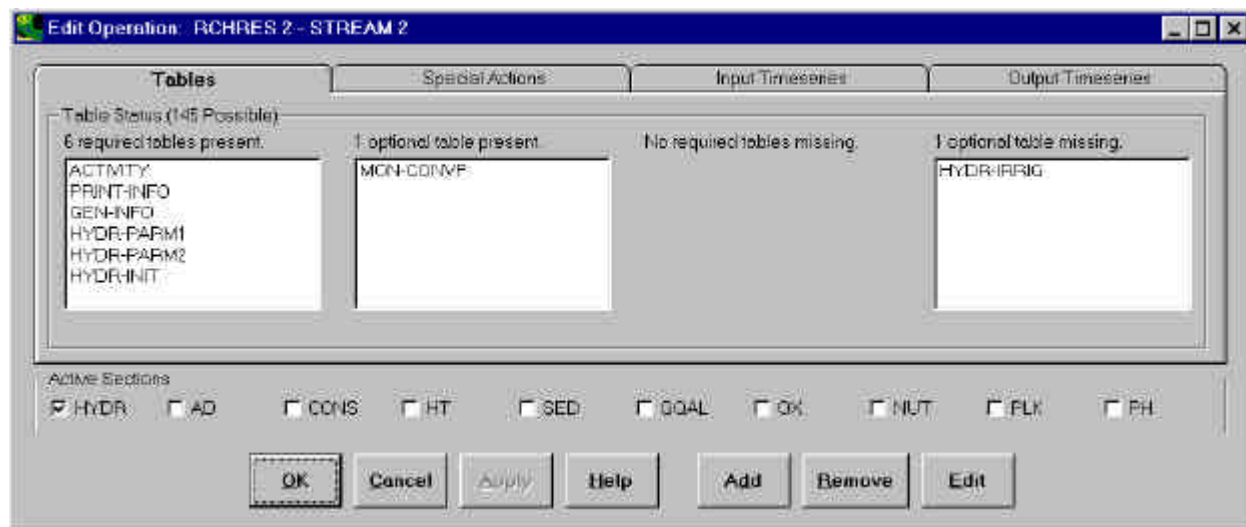 Edit Operation: RCHRES 2 - STREAM 2
Tables
Special Actions
Input Timeseries
Output Timeseries
Table Status (145 Possible)
6 required tables present.
1 optional table present.
No required tables missing.
1 optional table missing.
ACTIVITY
PRINT-INFO
GEN-INFO
HYDR-PARM1
HYDR-PARM2
HYDR-INIT
MON-CONVF
HYDR-IRRIG
Active Sections
HYDR AD CONS HT SED GQAL OX NUT PLK PH
OK Cancel Apply Help Add Remove Edit